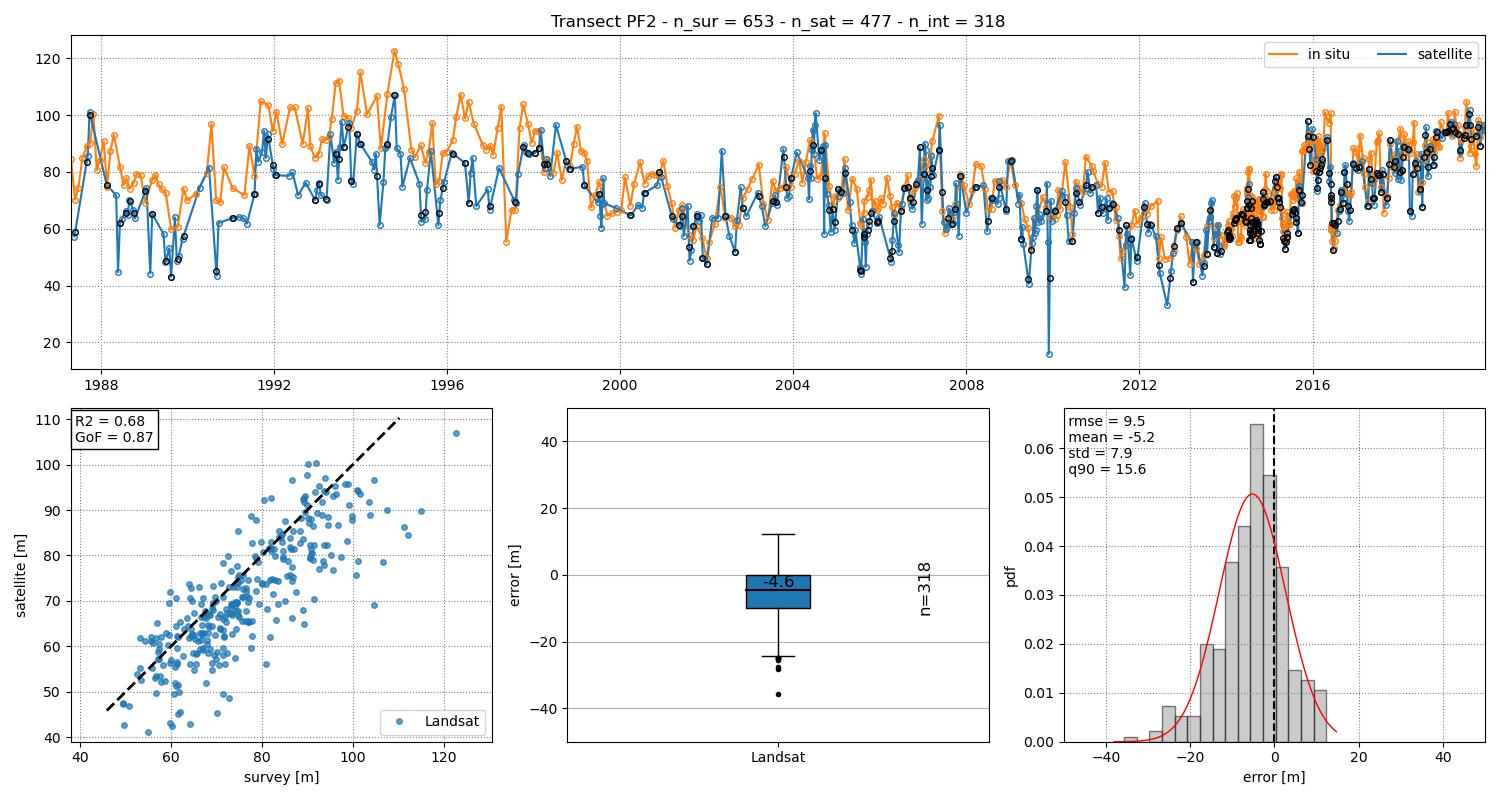 Transect PF2 - n_sur = 653 - n_sat = 477 - n_int = 318
in situ
satellite
120
100
80
60
40
20
1988
1992
1996
2000
2004
2008
2012
2016
R2 = 0.68
GoF = 0.87
satellite [m]
110
100
90
80
70
60
50
40
Landsat
40
60
80
100
120
survey [m]
error [m]
40
20
0
−20
−40
-4.6
n=318
Landsat
rmse = 9.5
mean = -5.2
std = 7.9
q90 = 15.6
pdf
0.06
0.05
0.04
0.03
0.02
0.01
0.00
−40
−20
0
20
40
error [m]